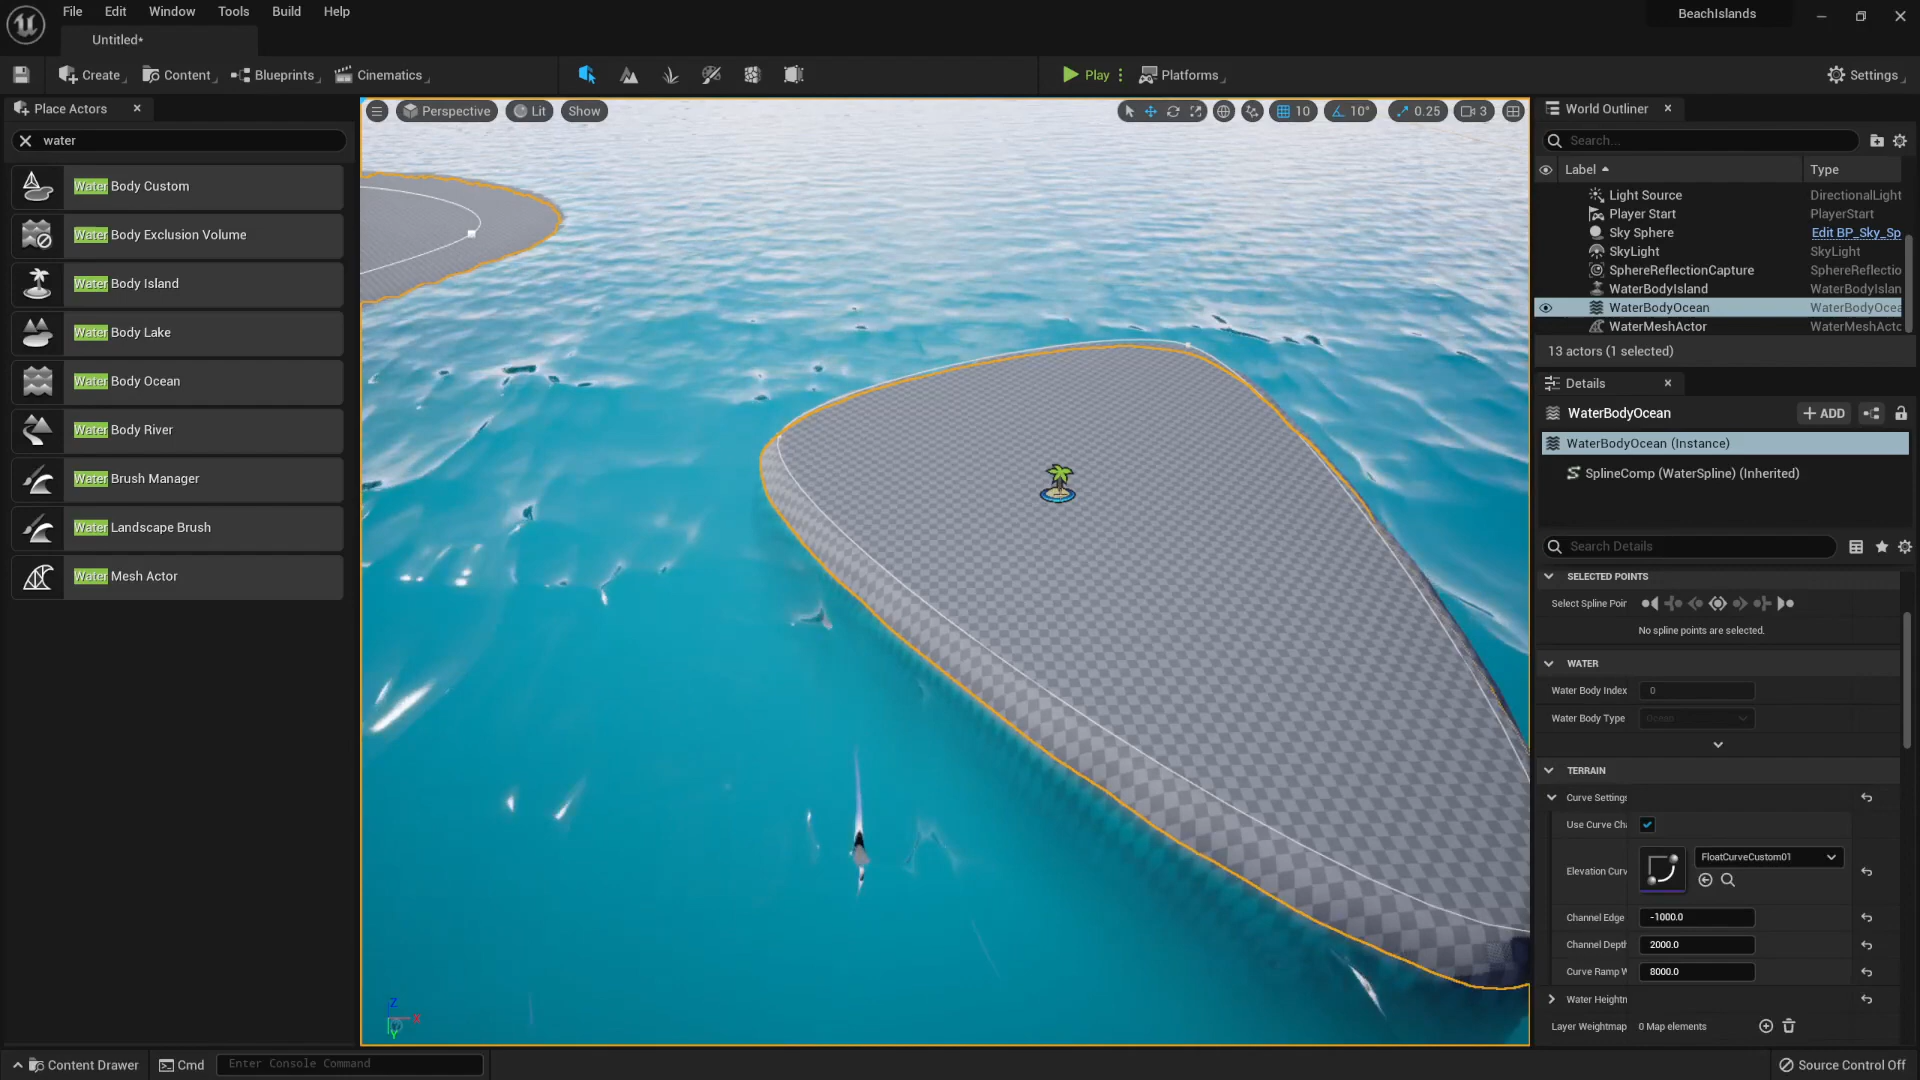 File Edit Window Tools Build Help
BeachIslands
Untitled*
Create Content Blueprints Cinematics
Play Platforms
Settings
Place Actors
water
Water Body Custom
Water Body Exclusion Volume
Water Body Island
Water Body Lake
Water Body Ocean
Water Body River
Water Brush Manager
Water Landscape Brush
Water Mesh Actor
Perspective Lit Show
10 10° 0.25 3
Z
X
Y
World Outliner
Search...
Label Type
Light Source DirectionalLight
Player Start PlayerStart
Sky Sphere Edit BP_Sky_Sp
SkyLight SkyLight
SphereReflectionCapture SphereReflectio
WaterBodyIsland WaterBodyIslan
WaterBodyOcean WaterBodyOcea
WaterMeshActor WaterMeshActo
13 actors (1 selected)
Details
WaterBodyOcean
ADD
WaterBodyOcean (Instance)
SplineComp (WaterSpline) (Inherited)
Search Details
SELECTED POINTS
Select Spline Poin
No spline points are selected.
WATER
Water Body Index 0
Water Body Type Ocean
TERRAIN
Curve Settings
Use Curve Ch
Elevation Curv FloatCurveCustom01
Channel Edge -1000.0
Channel Depth 2000.0
Curve Ramp W 8000.0
Water Heightm
Layer Weightmap 0 Map elements
Content Drawer Cmd Enter Console Command
Source Control Off